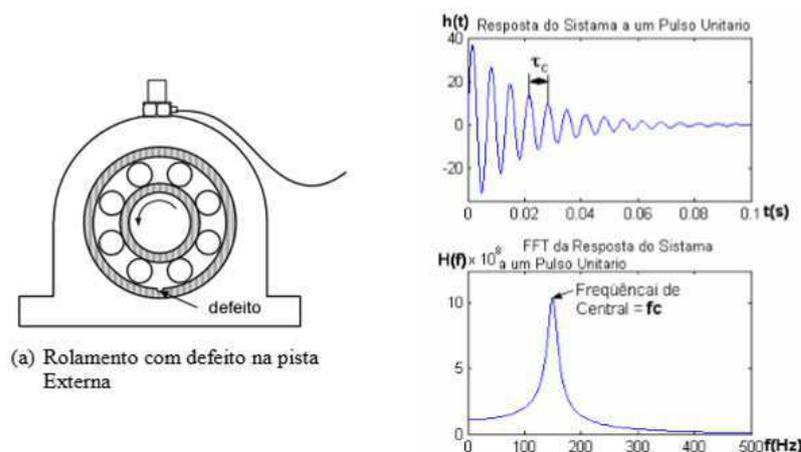 defeito
(a) Rolamento com defeito na pista
Externa
h(t) Resposta do Sistama a um Pulso Unitario
40
20
0
-20
τc
0 0.02 0.04 0.06 0.08 0.1 t(s)
FFT da Resposta do Sistama
H(f) × 10⁸ a um Pulso Unitario
10
5
0
Freqüêncai de
Central = fc
0 100 200 300 400 500 f(Hz)